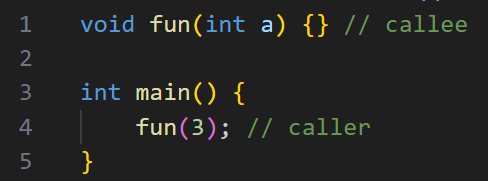 1 void fun(int a) {} // callee
2
3 int main() {
4     fun(3); // caller
5 }